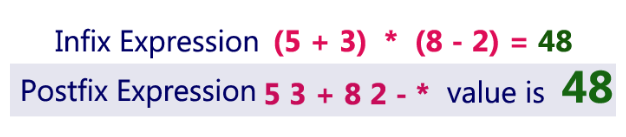 Infix Expression (5 + 3) * (8 - 2) = 48
Postfix Expression 5 3 + 8 2 - * value is 48